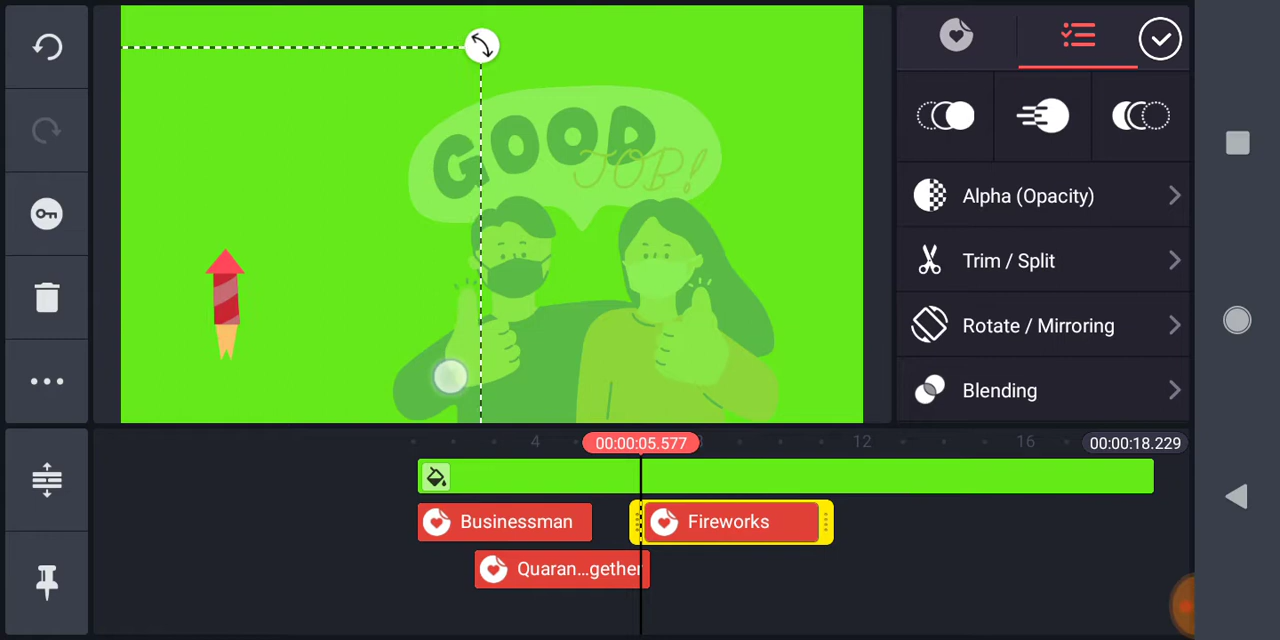 GOOD
JOB!
Alpha (Opacity)
Trim / Split
Rotate / Mirroring
Blending
4
00:00:05.577
12
16
00:00:18.229
Businessman
Fireworks
Quaran...gether